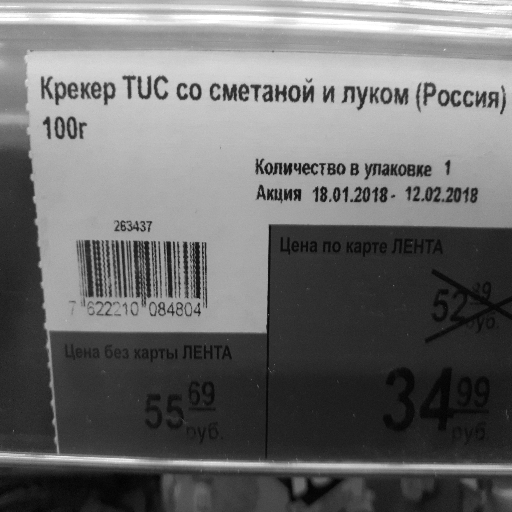 Крекер TUC со сметаной и луком (Россия)
100г
Количество в упаковке 1
Акция 18.01.2018 - 12.02.2018
263437
7 622210 084804
Цена по карте ЛЕНТА
52 89 руб.
34 99 руб.
Цена без карты ЛЕНТА
55 69 руб.